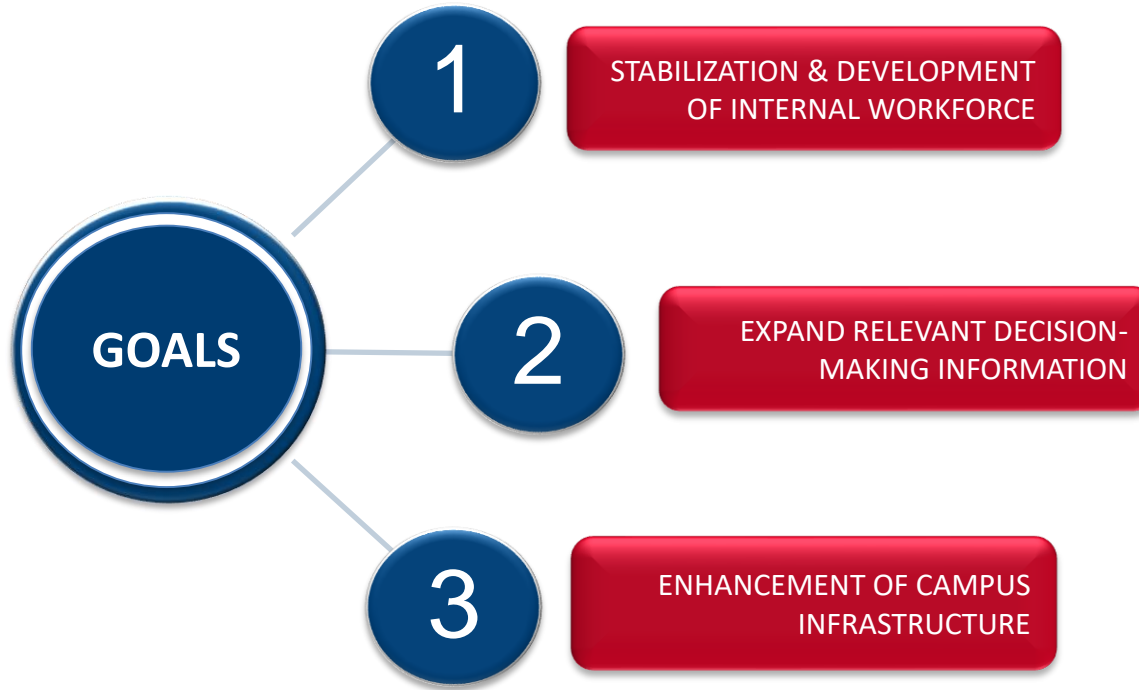 GOALS
1
STABILIZATION & DEVELOPMENT
OF INTERNAL WORKFORCE
2
EXPAND RELEVANT DECISION-
MAKING INFORMATION
3
ENHANCEMENT OF CAMPUS
INFRASTRUCTURE